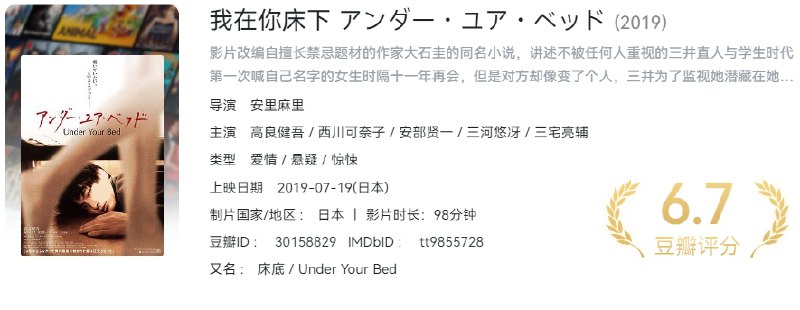 我在你床下 アンダー・ユア・ベッド (2019)
影片改编自擅长禁忌题材的作家大石圭的同名小说，讲述不被任何人重视的三井直人与学生时代
第一次喊自己名字的女生时隔十一年再会，但是对方却像变了个人，三井为了监视她潜藏在她...
导演 安里麻里
主演 高良健吾 / 西川可奈子 / 安部贤一 / 三河悠冴 / 三宅亮辅
类型 爱情 / 悬疑 / 惊悚
上映日期 2019-07-19(日本)
制片国家/地区： 日本 丨 影片时长：98分钟
豆瓣ID： 30158829 IMDbID： tt9855728
又名： 床底 / Under Your Bed
6.7
豆瓣评分
アンダー・ユア・ベッド
Under Your Bed
ANIMAL